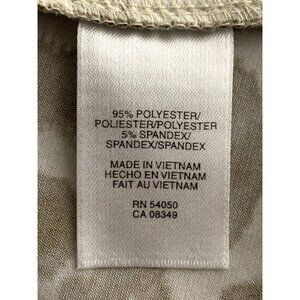 95% POLYESTER/
POLIESTER/POLYESTER
5% SPANDEX/
SPANDEX/SPANDEX
MADE IN VIETNAM
HECHO EN VIETNAM
FAIT AU VIETNAM
RN 54050
CA 08349